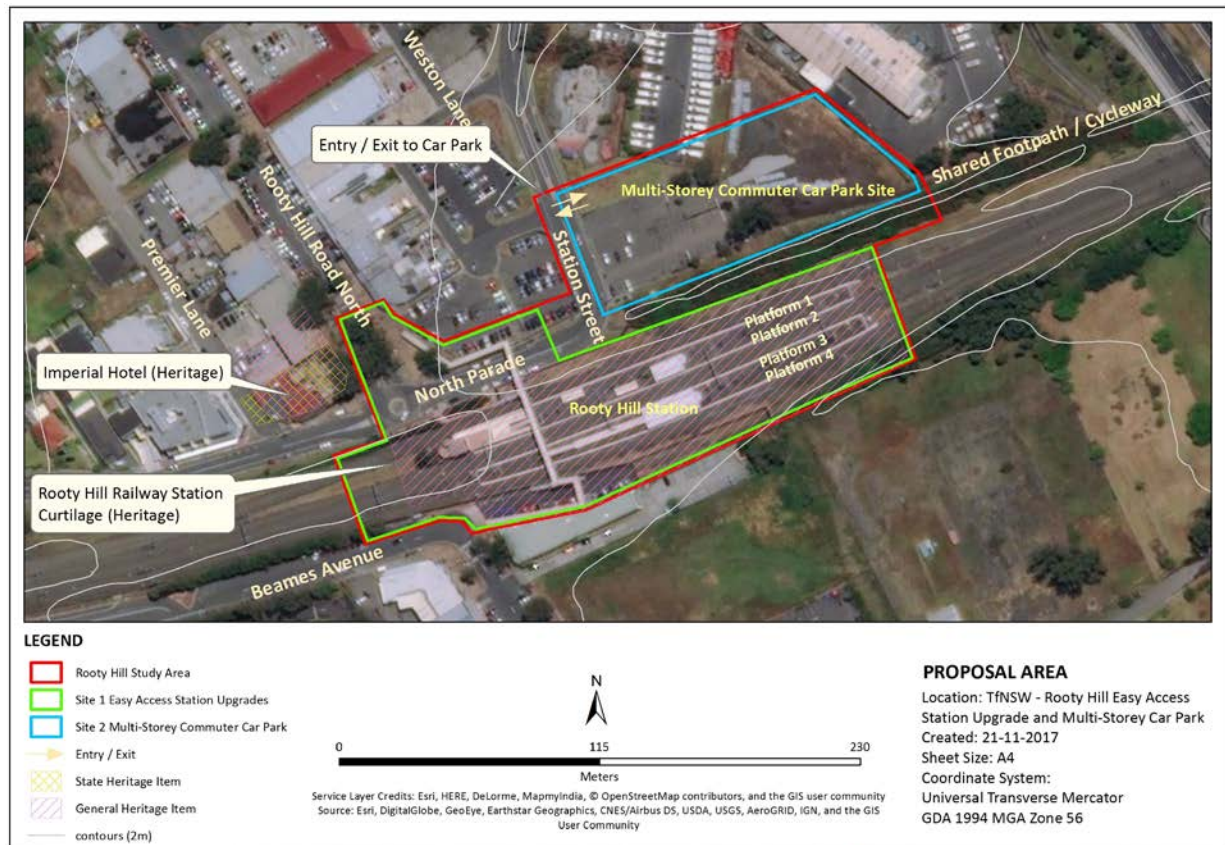 Weston Lane
Entry / Exit to Car Park
Shared Footpath / Cycleway
Multi-Storey Commuter Car Park Site
Rooty Hill Road North
Premier Lane
Station Street
Platform 1
Platform 2
Platform 3
Platform 4
Imperial Hotel (Heritage)
North Parade
Rooty Hill Station
Rooty Hill Railway Station
Curtilage (Heritage)
Beames Avenue
LEGEND
Rooty Hill Study Area
Site 1 Easy Access Station Upgrades
Site 2 Multi-Storey Commuter Car Park
Entry / Exit
State Heritage Item
General Heritage Item
contours (2m)
N
0 115 230
Meters
Service Layer Credits: Esri, HERE, DeLorme, MapmyIndia, © OpenStreetMap contributors, and the GIS user community
Source: Esri, DigitalGlobe, GeoEye, Earthstar Geographics, CNES/Airbus DS, USDA, USGS, AeroGRID, IGN, and the GIS
User Community
PROPOSAL AREA
Location: TfNSW - Rooty Hill Easy Access
Station Upgrade and Multi-Storey Car Park
Created: 21-11-2017
Sheet Size: A4
Coordinate System:
Universal Transverse Mercator
GDA 1994 MGA Zone 56